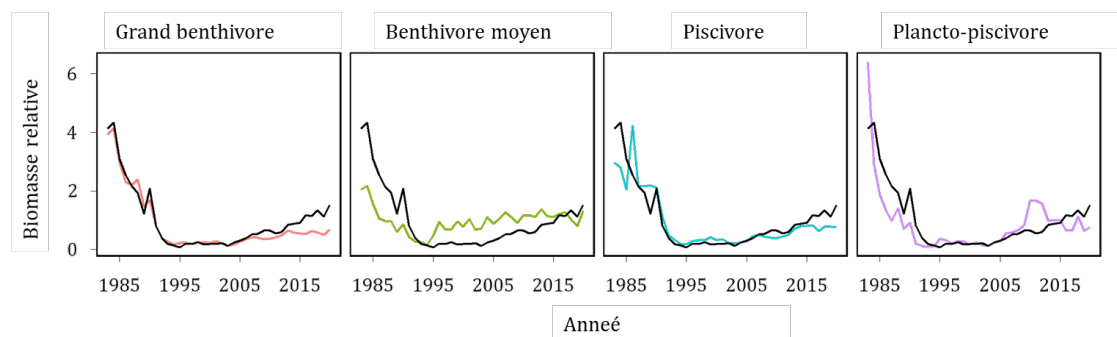 Grand benthivore
Benthivore moyen
Piscivore
Plancto-piscivore
Biomasse relative
6
4
2
0
1985 1995 2005 2015
1985 1995 2005 2015
1985 1995 2005 2015
1985 1995 2005 2015
Anneé